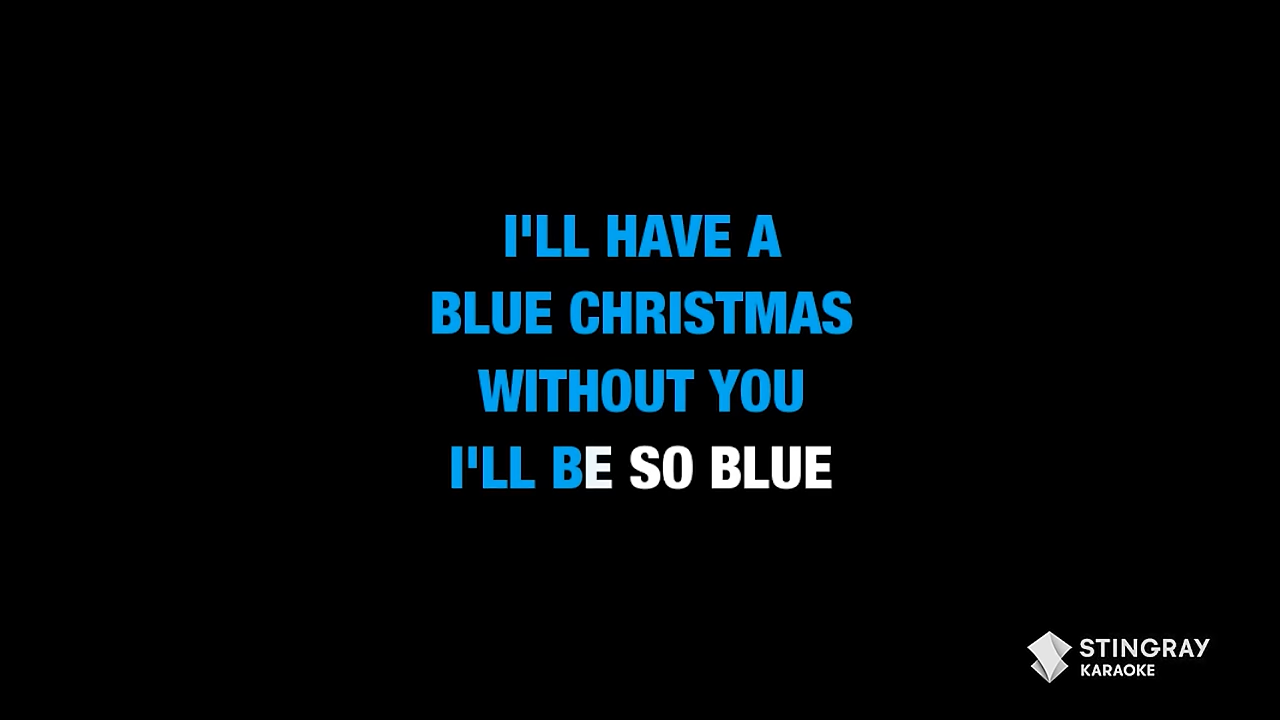 I'LL HAVE A
BLUE CHRISTMAS
WITHOUT YOU
I'LL BE SO BLUE
STINGRAY
KARAOKE